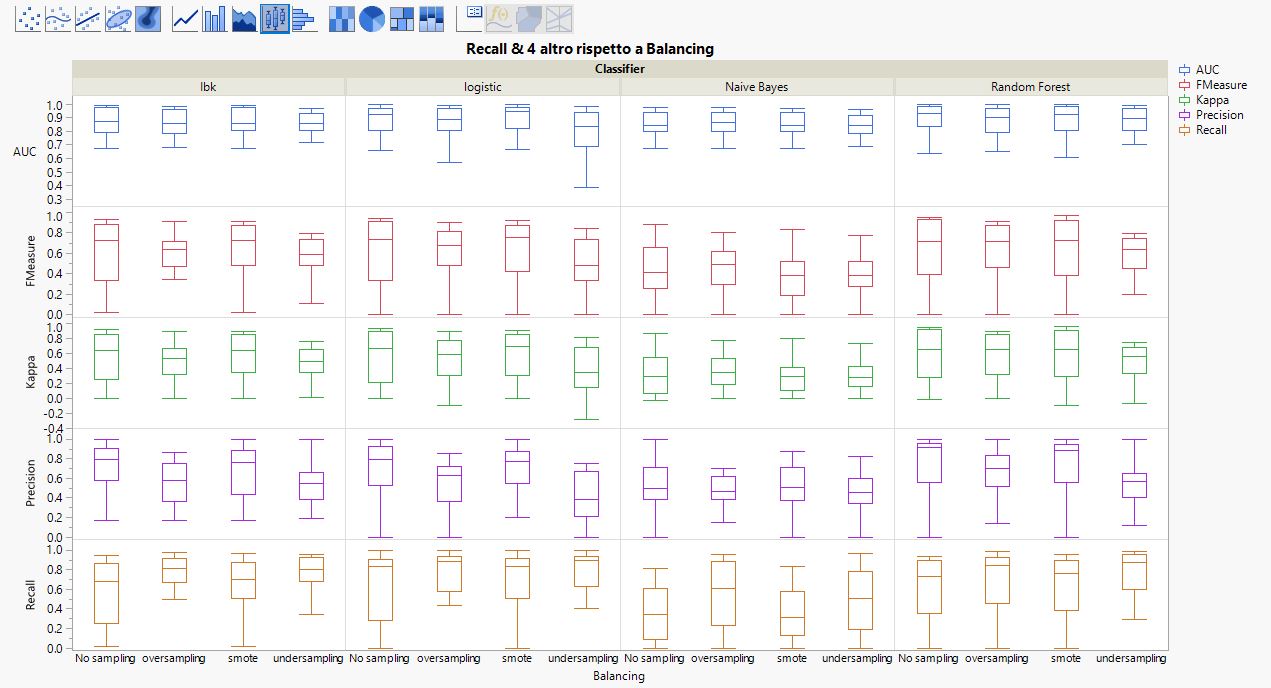 Recall & 4 altro rispetto a Balancing
Classifier
Ibk logistic Naive Bayes Random Forest
AUC
FMeasure
Kappa
Precision
Recall
AUC
1.0
0.9
0.8
0.7
0.6
0.5
0.4
0.3
FMeasure
1.0
0.8
0.6
0.4
0.2
0.0
Kappa
1.0
0.8
0.6
0.4
0.2
0.0
-0.2
-0.4
Precision
1.0
0.8
0.6
0.4
0.2
0.0
Recall
1.0
0.8
0.6
0.4
0.2
0.0
No sampling oversampling smote undersampling No sampling oversampling smote undersampling No sampling oversampling smote undersampling No sampling oversampling smote undersampling
Balancing